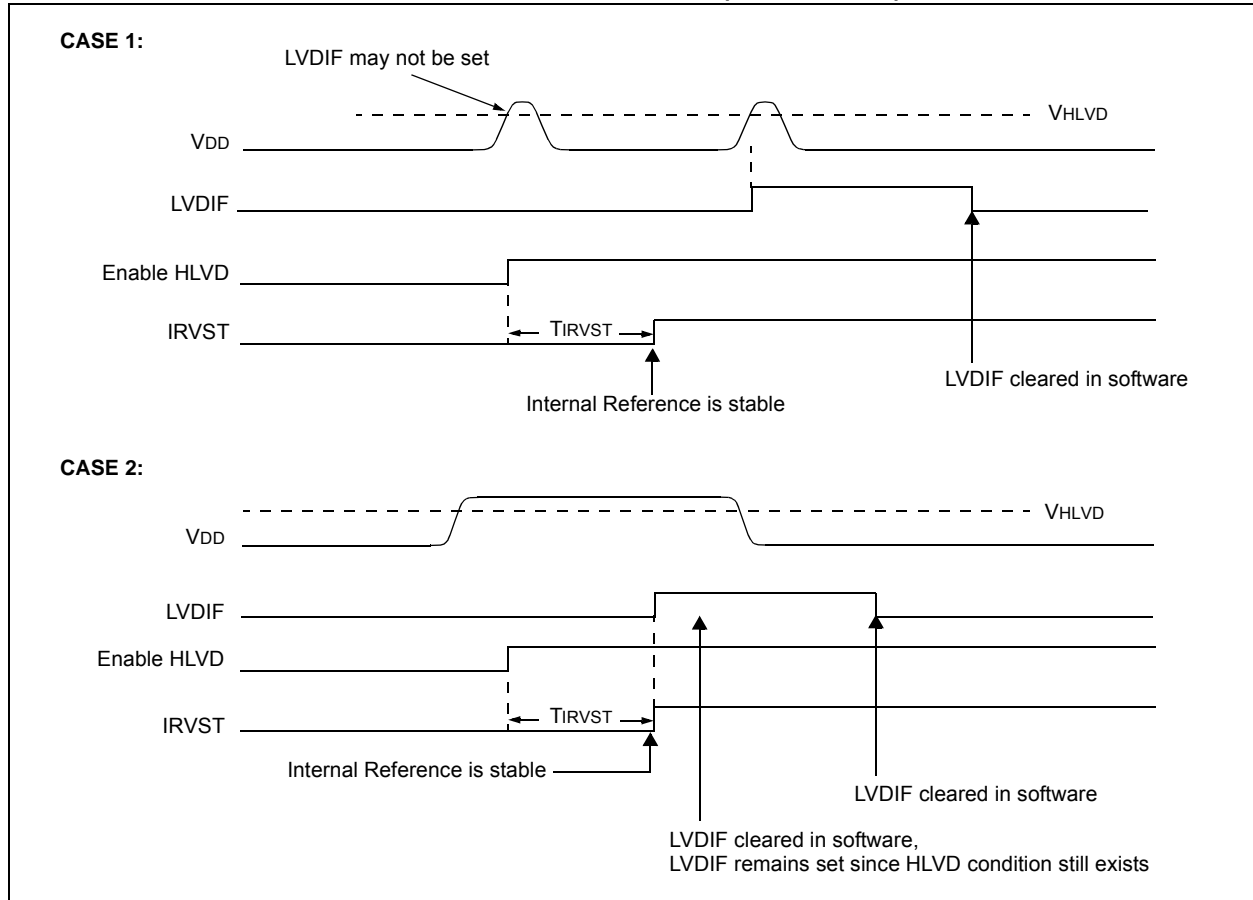 CASE 1:
LVDIF may not be set
VHLVD
VDD
LVDIF
Enable HLVD
IRVST
TIRVST
LVDIF cleared in software
Internal Reference is stable
CASE 2:
VHLVD
VDD
LVDIF
Enable HLVD
TIRVST
IRVST
Internal Reference is stable
LVDIF cleared in software
LVDIF cleared in software,
LVDIF remains set since HLVD condition still exists